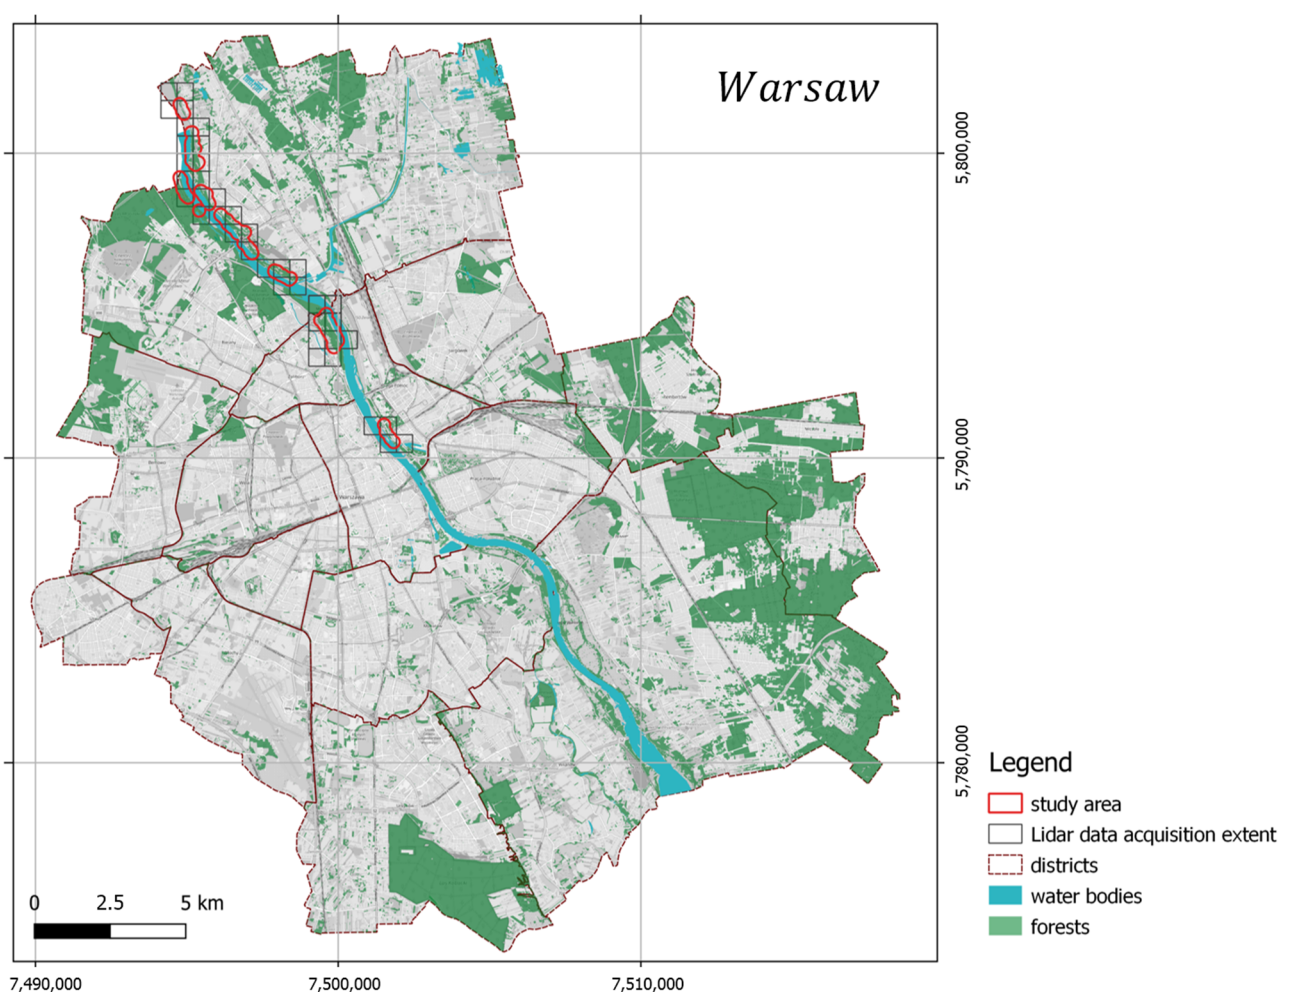 Warsaw
5,800,000
5,790,000
5,780,000
Legend
study area
Lidar data acquisition extent
districts
water bodies
forests
0 2.5 5 km
7,490,000 7,500,000 7,510,000
Warszawa